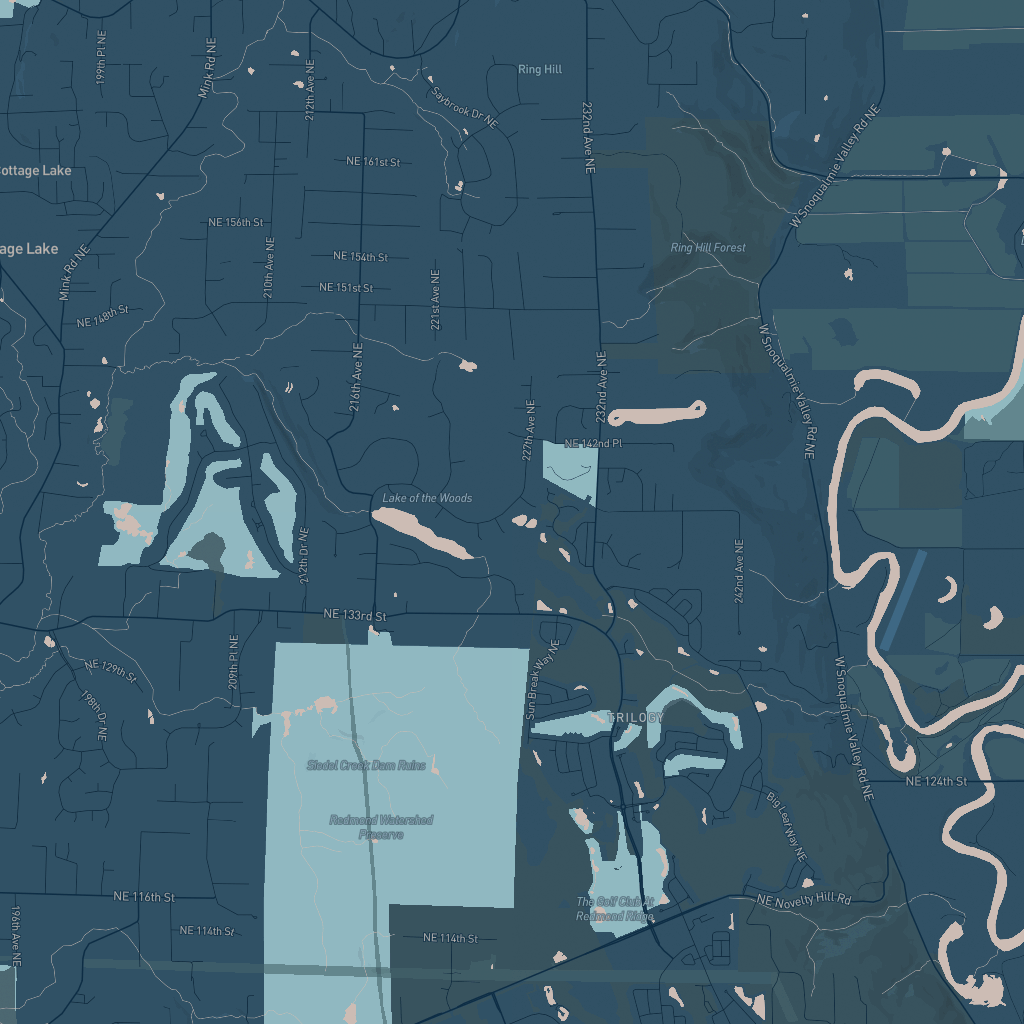 199th Pl NE
Mink Rd NE
212th Ave NE
Ring Hill
Saybrook Dr NE
232nd Ave NE
W Snoqualmie Valley Rd NE
NE 161st St
ottage Lake
NE 156th St
Ring Hill Forest
age Lake
Mink Rd NE
210th Ave NE
NE 154th St
NE 151st St
221st Ave NE
NE 148th St
216th Ave NE
232nd Ave NE
W Snoqualmie Valley Rd NE
227th Ave NE
NE 142nd Pl
Lake of the Woods
212th Dr NE
242nd Ave NE
NE 133rd St
209th Pl NE
NE 129th St
198th Dr NE
Sun Break Way NE
TRILOGY
W Snoqualmie Valley Rd NE
Siedel Creek Dam Ruins
NE 124th St
Redmond Watershed
Preserve
Big Leaf Way NE
NE 116th St
The Golf Club At
Redmond Ridge
NE Novelty Hill Rd
196th Ave NE
NE 114th St
NE 114th St